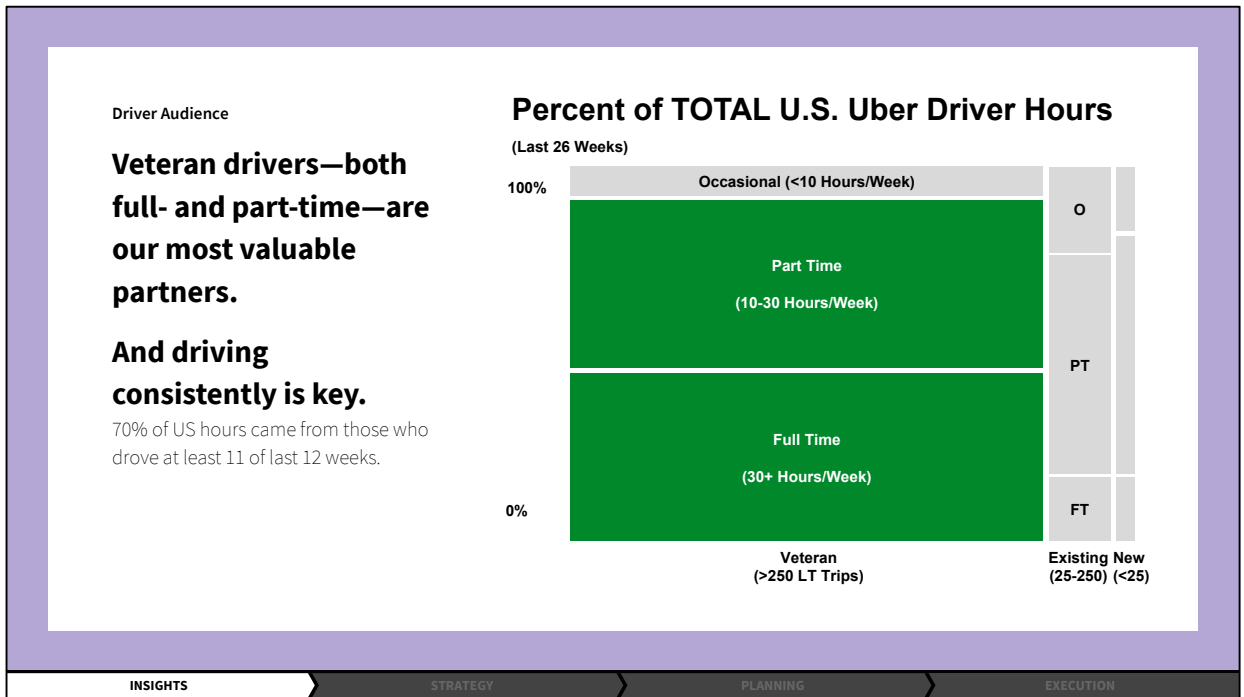 Driver Audience
Veteran drivers—both
full- and part-time—are
our most valuable
partners.
And driving
consistently is key.
70% of US hours came from those who
drove at least 11 of last 12 weeks.
Percent of TOTAL U.S. Uber Driver Hours
(Last 26 Weeks)
100%
0%
Occasional (<10 Hours/Week)
Part Time
(10-30 Hours/Week)
Full Time
(30+ Hours/Week)
O
PT
FT
Veteran
(>250 LT Trips)
Existing
(25-250)
New
(<25)
INSIGHTS
STRATEGY
PLANNING
EXECUTION